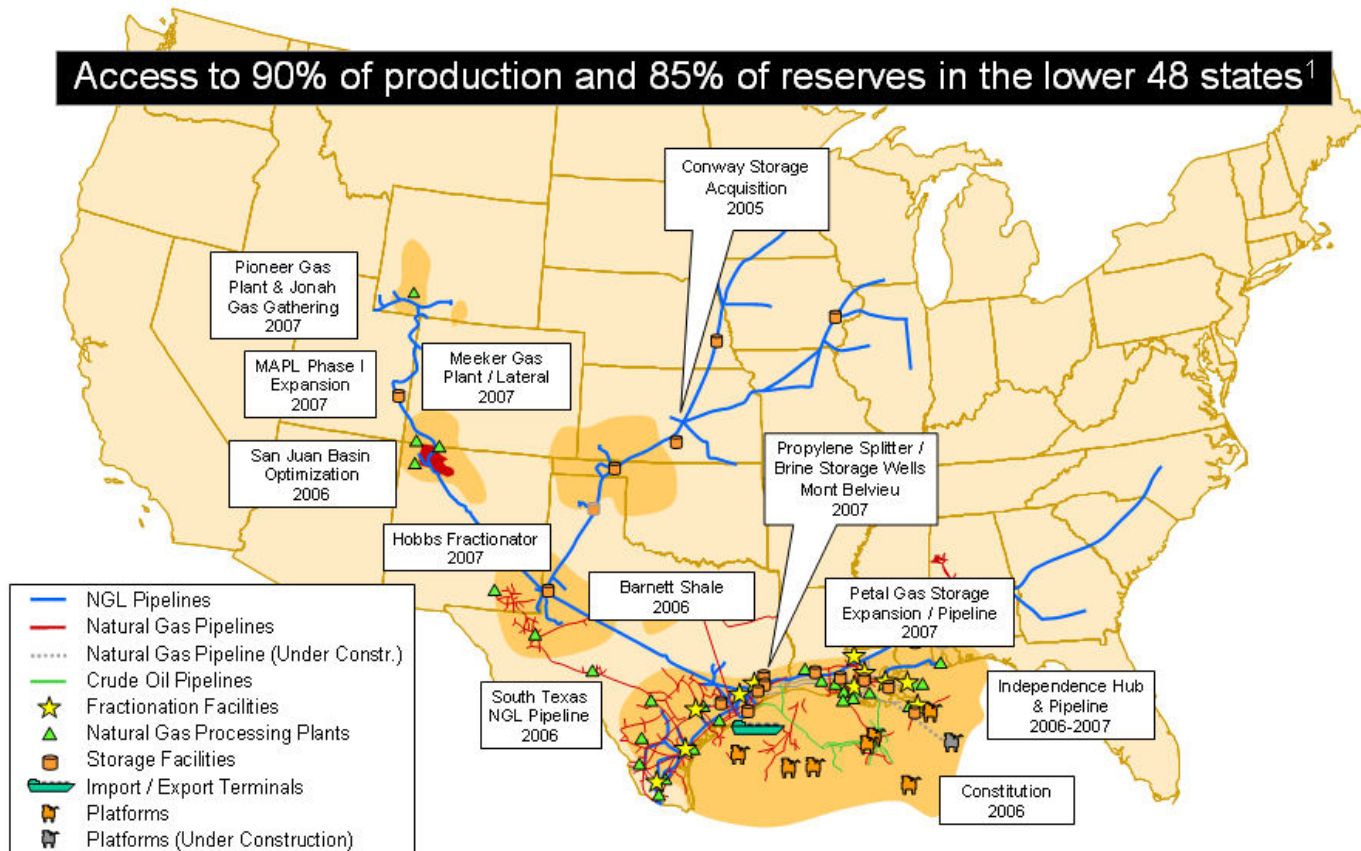 Access to 90% of production and 85% of reserves in the lower 48 states1
Conway Storage
Acquisition
2005
Pioneer Gas
Plant & Jonah
Gas Gathering
2007
MAPL Phase I
Expansion
2007
Meeker Gas
Plant / Lateral
2007
San Juan Basin
Optimization
2006
Propylene Splitter /
Brine Storage Wells
Mont Belvieu
2007
Hobbs Fractionator
2007
Barnett Shale
2006
Petal Gas Storage
Expansion / Pipeline
2007
South Texas
NGL Pipeline
2006
Independence Hub
& Pipeline
2006-2007
Constitution
2006
NGL Pipelines
Natural Gas Pipelines
Natural Gas Pipeline (Under Constr.)
Crude Oil Pipelines
Fractionation Facilities
Natural Gas Processing Plants
Storage Facilities
Import / Export Terminals
Platforms
Platforms (Under Construction)